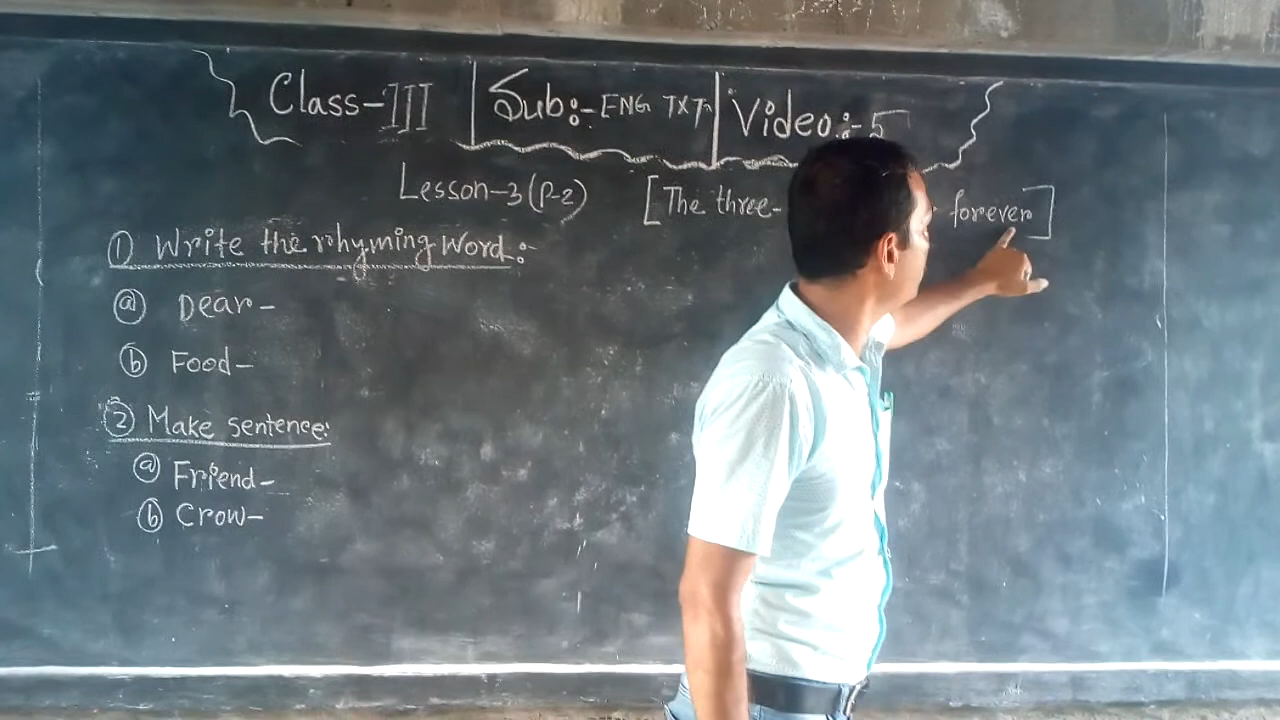 Class-III | Sub:- ENG TXT | Video:- 5
Lesson-3 (P-2) [The three- forever]
① Write the rhyming word:-
ⓐ Dear-
ⓑ Food-
② Make sentence:
ⓐ Friend-
ⓑ Crow-